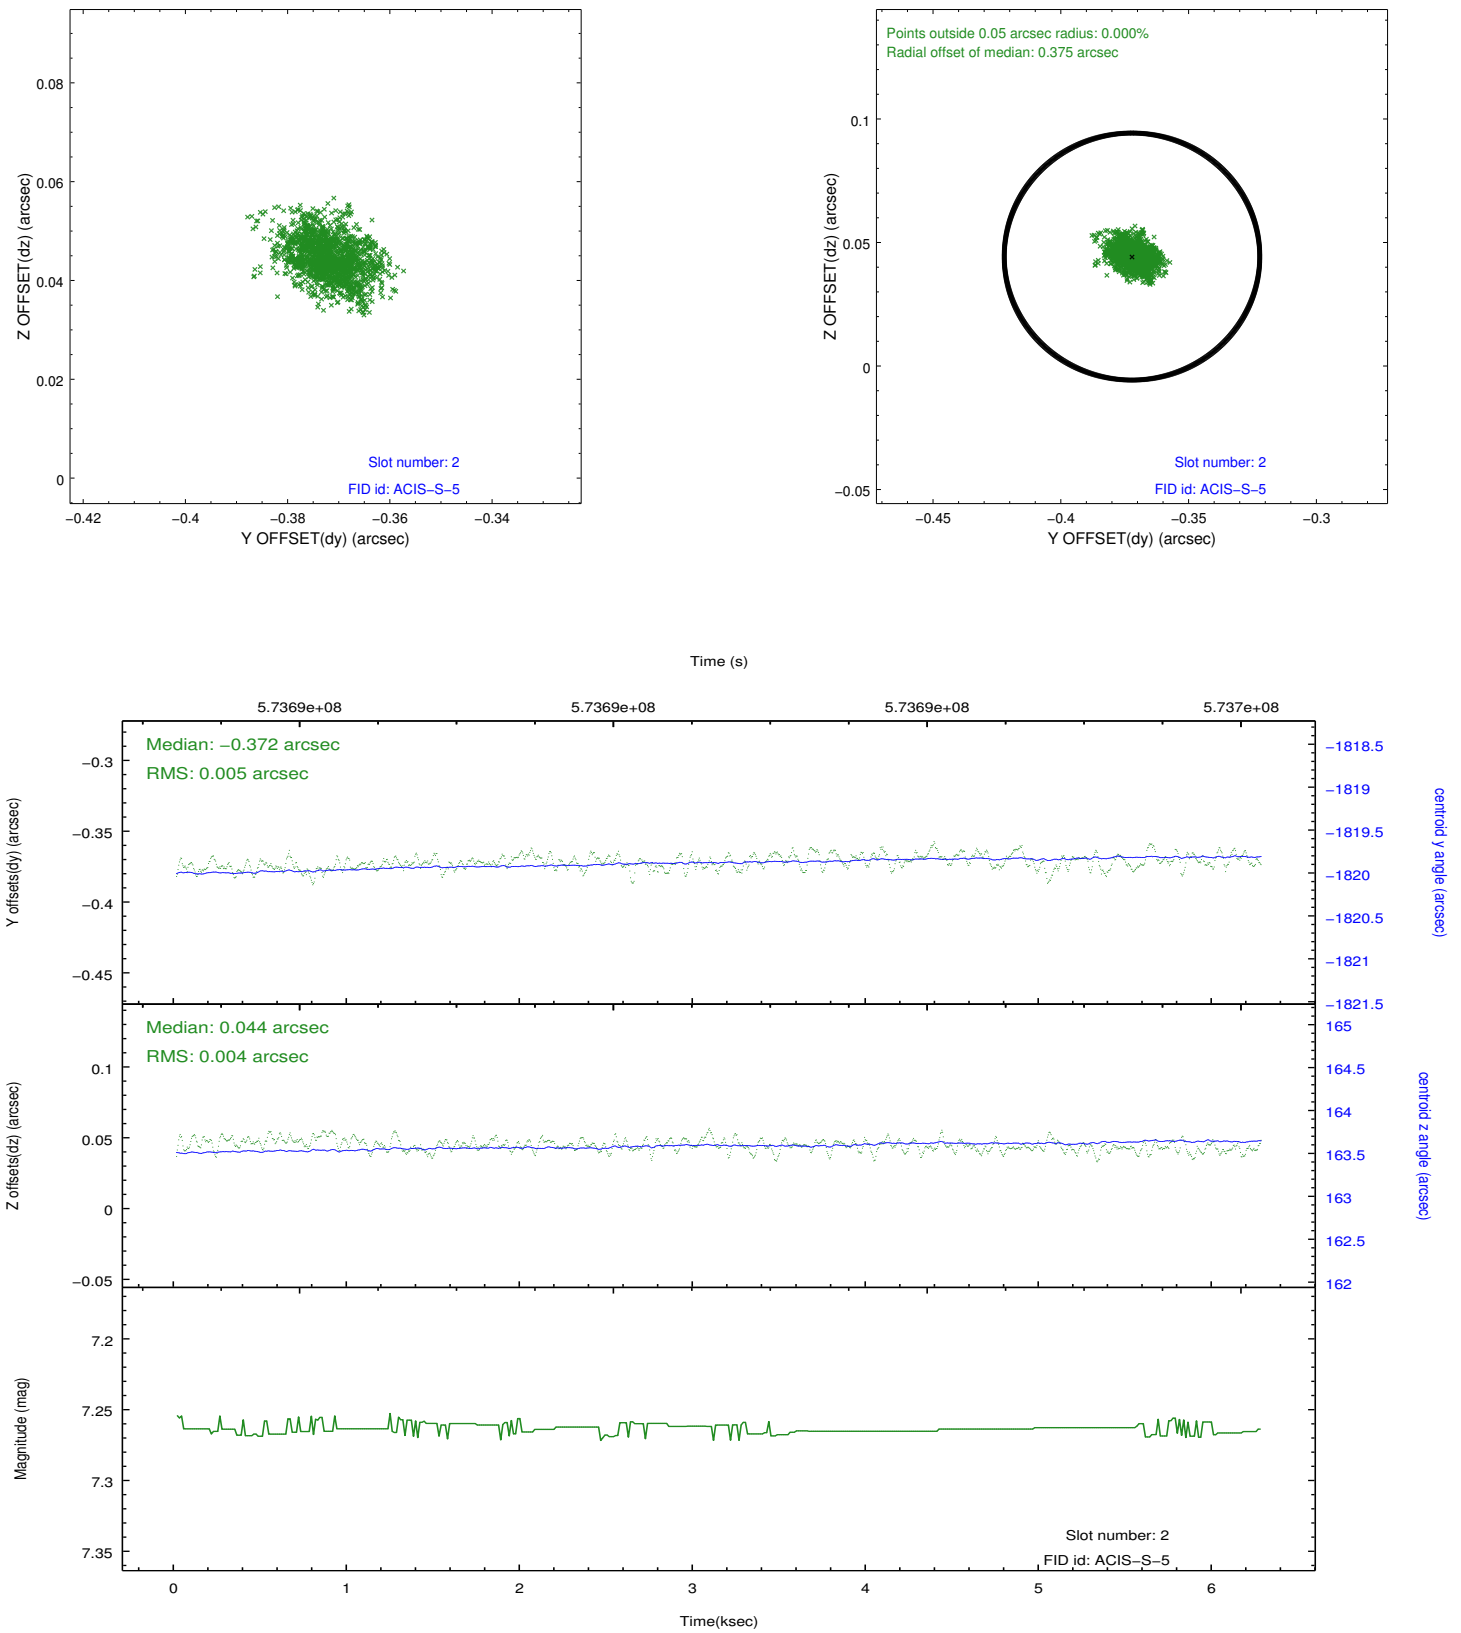 0.08
0.06
0.04
0.02
0
Z OFFSET(dz) (arcsec)
Slot number: 2
FID id: ACIS−S−5
−0.42 −0.4 −0.38 −0.36 −0.34
Y OFFSET(dy) (arcsec)
Points outside 0.05 arcsec radius: 0.000%
Radial offset of median: 0.375 arcsec
0.1
0.05
0
−0.05
Z OFFSET(dz) (arcsec)
Slot number: 2
FID id: ACIS−S−5
−0.45 −0.4 −0.35 −0.3
Y OFFSET(dy) (arcsec)
Time (s)
5.7369e+08 5.7369e+08 5.7369e+08 5.737e+08
Median: −0.372 arcsec
RMS: 0.005 arcsec
−0.3
−0.35
−0.4
−0.45
Y offsets(dy) (arcsec)
−1818.5
−1819
−1819.5
−1820
−1820.5
−1821
−1821.5
centroid y angle (arcsec)
Median: 0.044 arcsec
RMS: 0.004 arcsec
0.1
0.05
0
−0.05
Z offsets(dz) (arcsec)
165
164.5
164
163.5
163
162.5
162
centroid z angle (arcsec)
7.2
7.25
7.3
7.35
Magnitude (mag)
Slot number: 2
FID id: ACIS−S−5
0 1 2 3 4 5 6
Time(ksec)